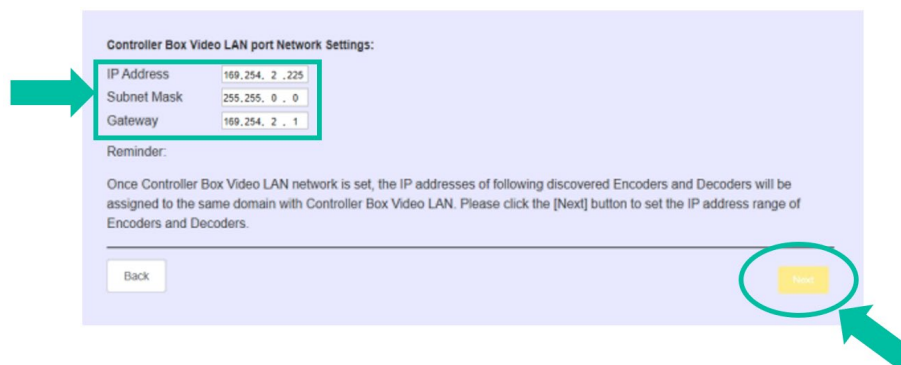 Controller Box Video LAN port Network Settings:
IP Address 169.254. 2 .225
Subnet Mask 255.255. 0 . 0
Gateway 169.254. 2 . 1
Reminder:
Once Controller Box Video LAN network is set, the IP addresses of following discovered Encoders and Decoders will be
assigned to the same domain with Controller Box Video LAN. Please click the [Next] button to set the IP address range of
Encoders and Decoders.
Back
Next